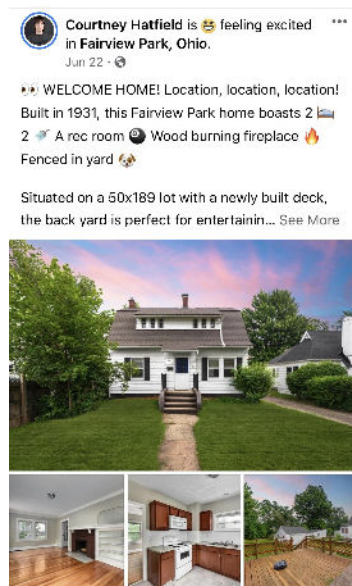 Courtney Hatfield is 😆 feeling excited
in Fairview Park, Ohio.
Jun 22 ·
👀 WELCOME HOME! Location, location, location!
Built in 1931, this Fairview Park home boasts 2 🛏️
2 🚿 A rec room 🎱 Wood burning fireplace 🔥
Fenced in yard 🐶
Situated on a 50x189 lot with a newly built deck,
the back yard is perfect for entertainin... See More